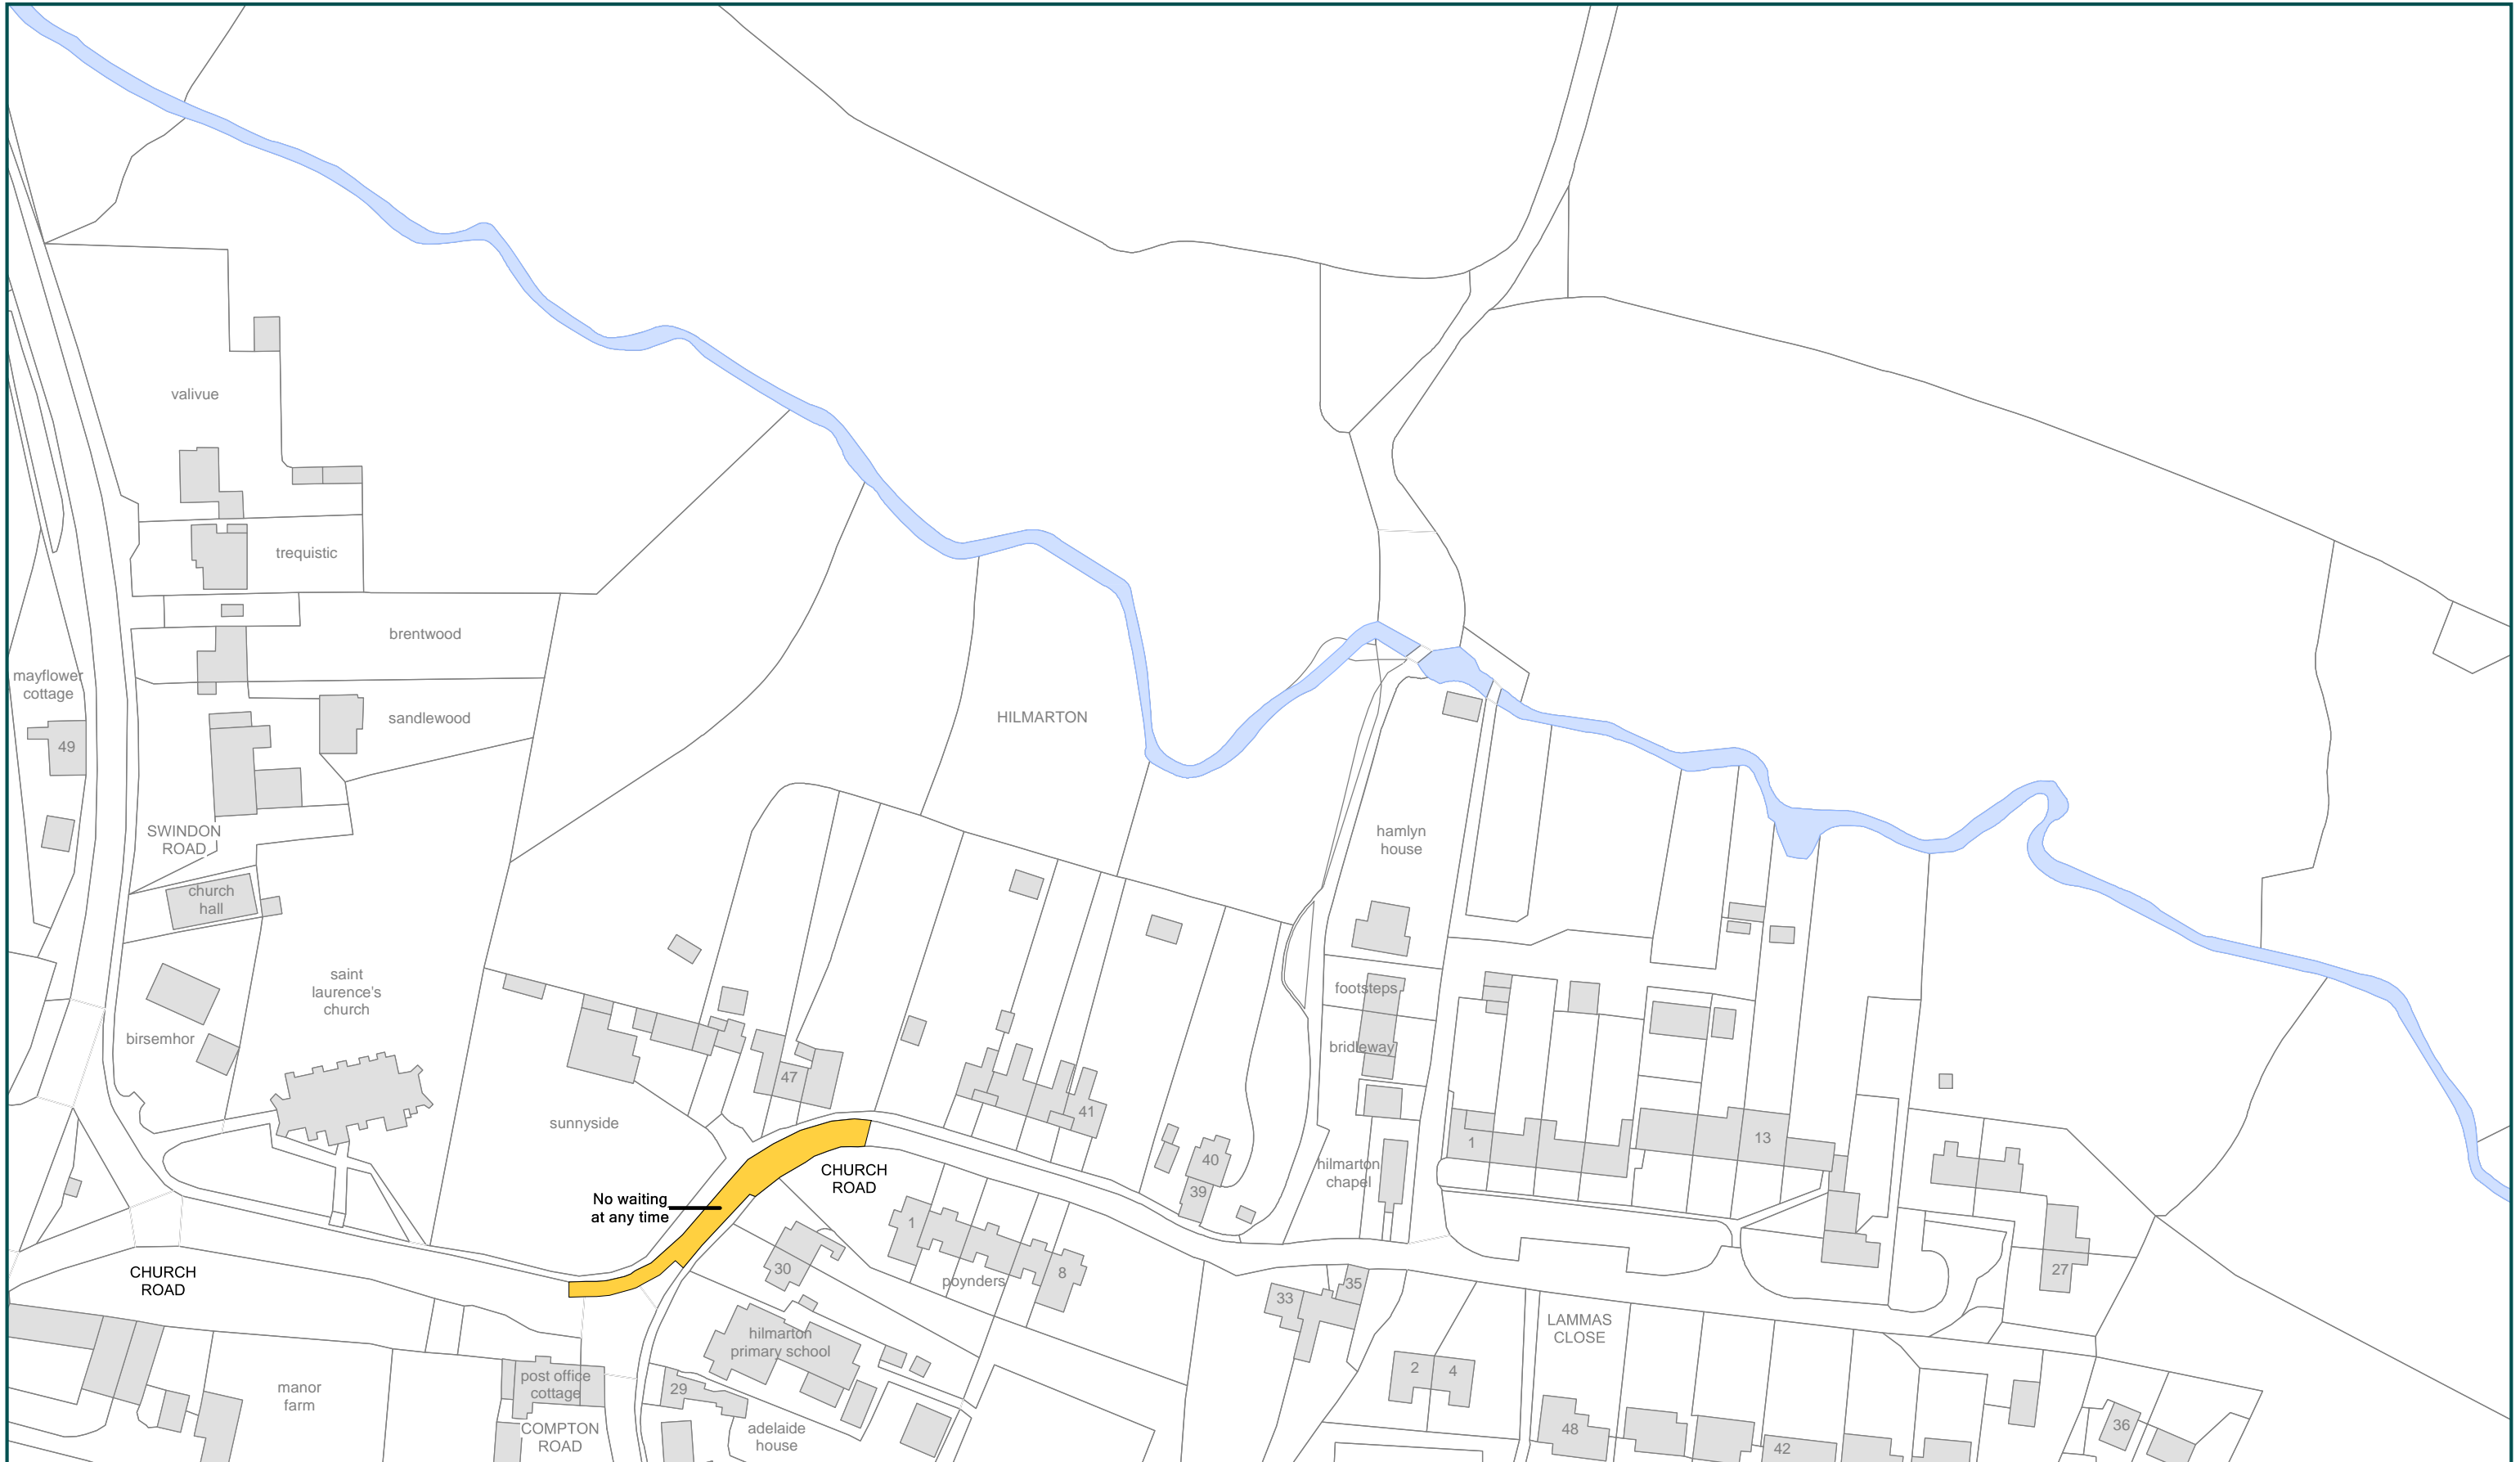 valivue
trequistic
brentwood
mayflower
cottage
sandlewood
49
HILMARTON
SWINDON
ROAD
hamlyn
house
church
hall
saint
laurence's
church
footsteps
birsemhor
bridleway
47
41
sunnyside
1
13
40
39
hilmarton
chapel
CHURCH
ROAD
No waiting
at any time
1
30
poynders
8
27
CHURCH
ROAD
33
35
LAMMAS
CLOSE
hilmarton
primary school
2
4
post office
cottage
29
manor
farm
COMPTON
ROAD
adelaide
house
48
42
36